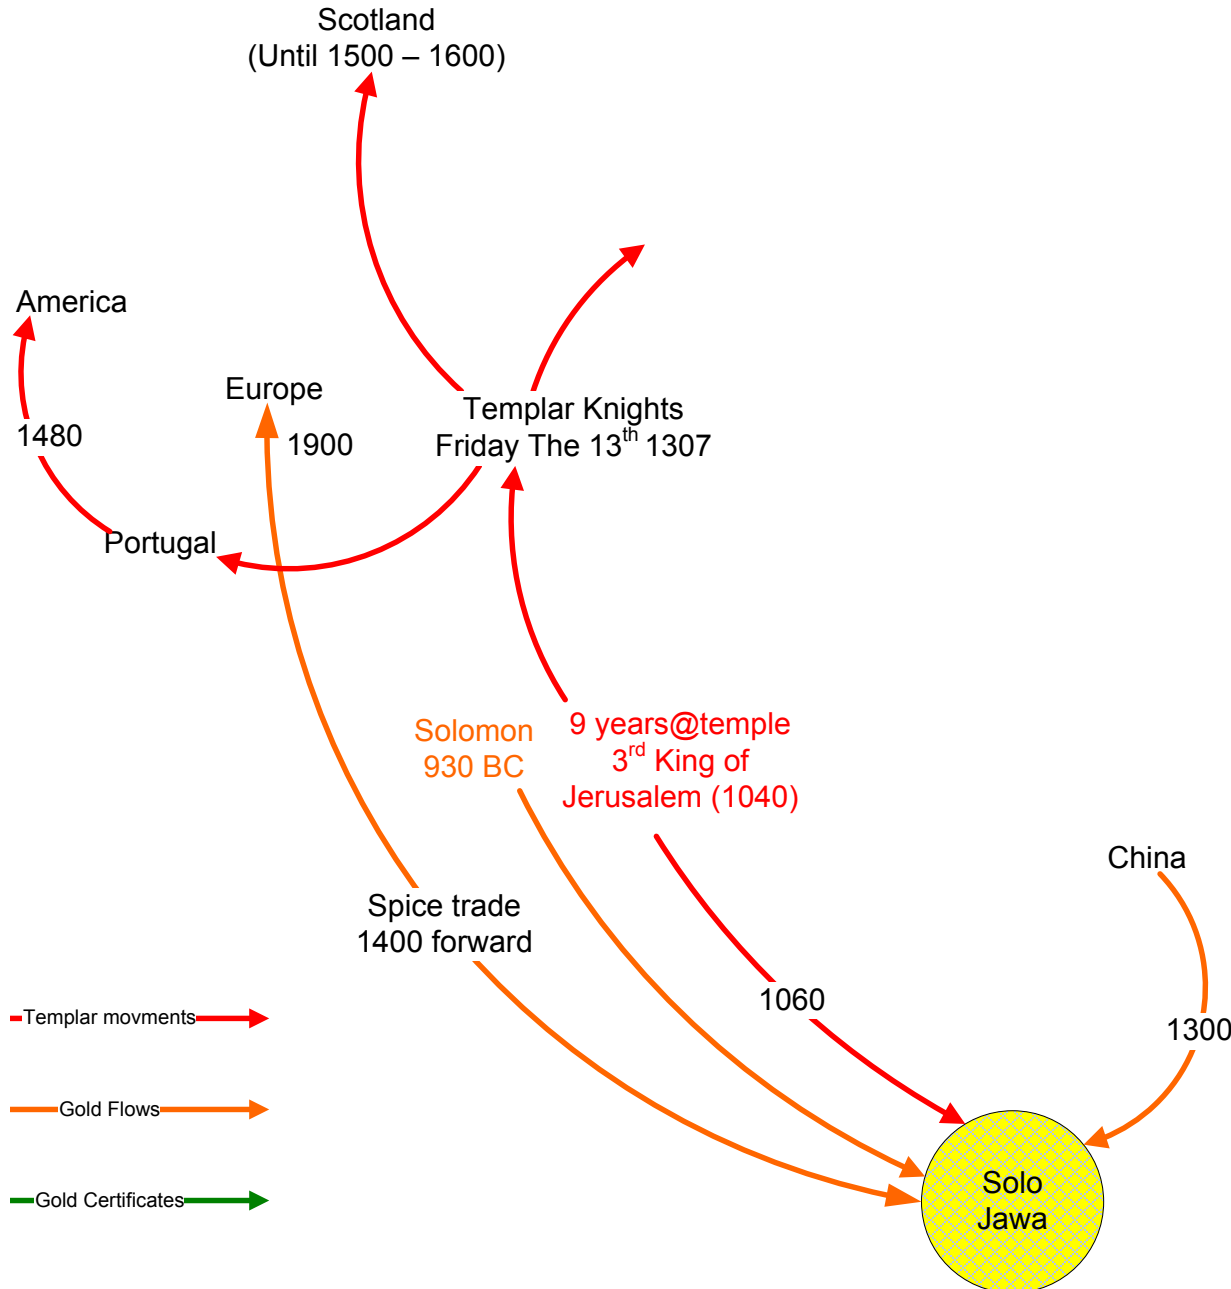 Scotland
(Until 1500 – 1600)
America
Europe
1900
1480
Templar Knights
Friday The 13th 1307
Portugal
Solomon
930 BC
9 years@temple
3rd King of
Jerusalem (1040)
China
Spice trade
1400 forward
1060
1300
Templar movments
Gold Flows
Gold Certificates
Solo
Jawa